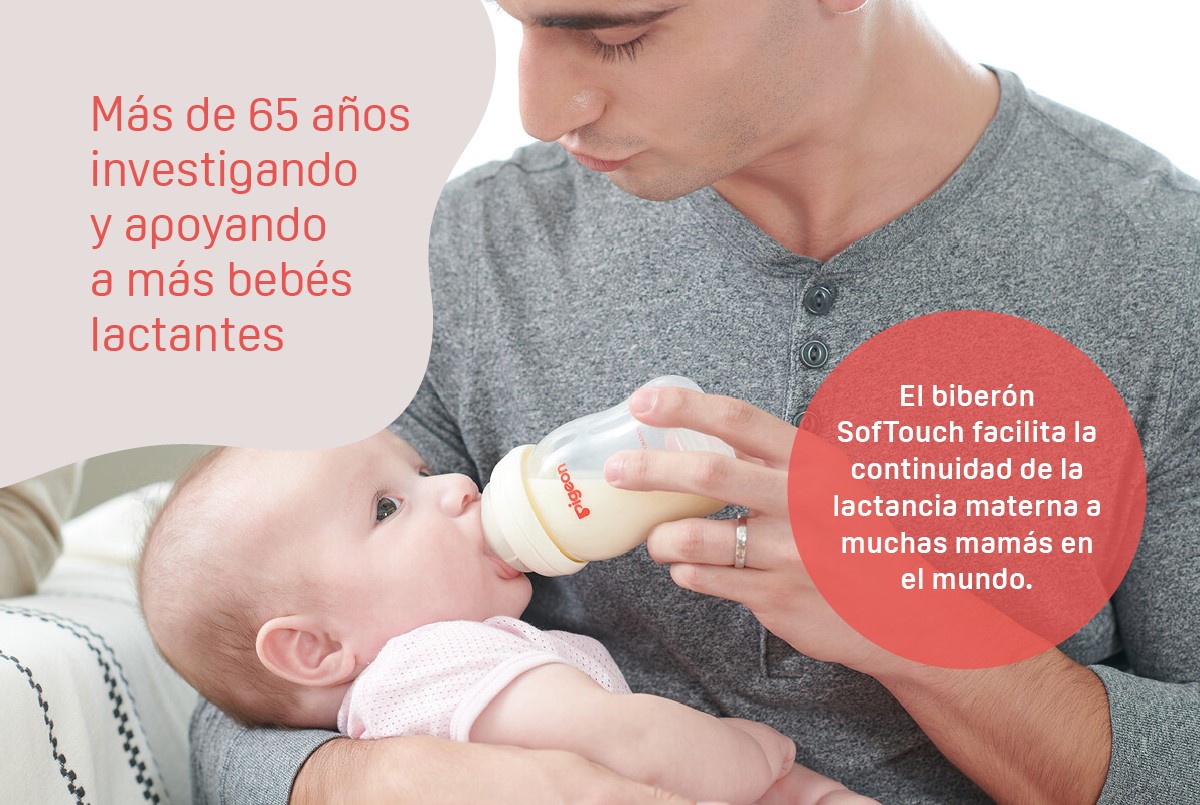 Más de 65 años
investigando
y apoyando
a más bebés
lactantes
pigeon
El biberón
SofTouch facilita la
continuidad de la
lactancia materna a
muchas mamás en
el mundo.